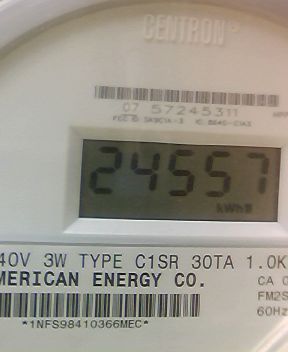 CENTRON®
07 57245311
24557
kWh
40V 3W TYPE C1SR 30TA 1.0K
MERICAN ENERGY CO.
CA 0
FM2S
60Hz
*1NFS98410366MEC*